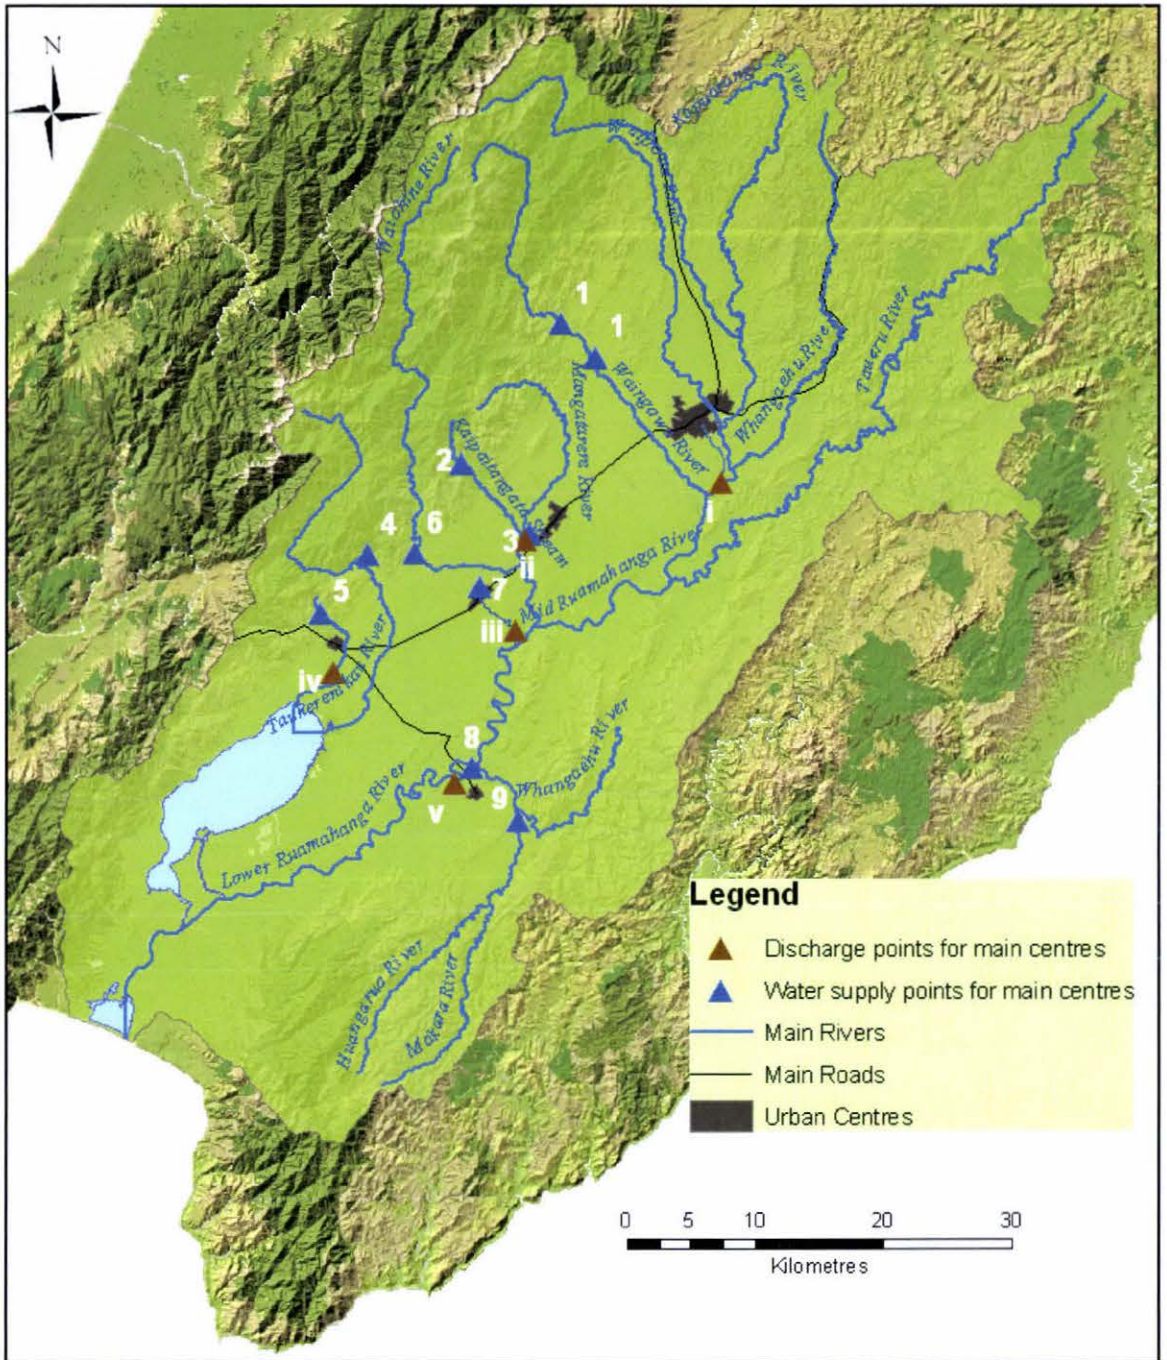 N
Kopuaranga River
Waipoua River
Waiohine River
1
1
Taueru River
Whangaehu River
Waingawa River
Mangatarere River
2
Kaipaitangata Stream
i
4
6
3
ii
Mid Ruamahanga River
7
5
iii
iv
Tauherenikau River
8
Whangaehu River
9
v
Lower Ruamahanga River
Huangarua River
Makara River
Legend
Discharge points for main centres
Water supply points for main centres
Main Rivers
Main Roads
Urban Centres
0 5 10 20 30
Kilometres